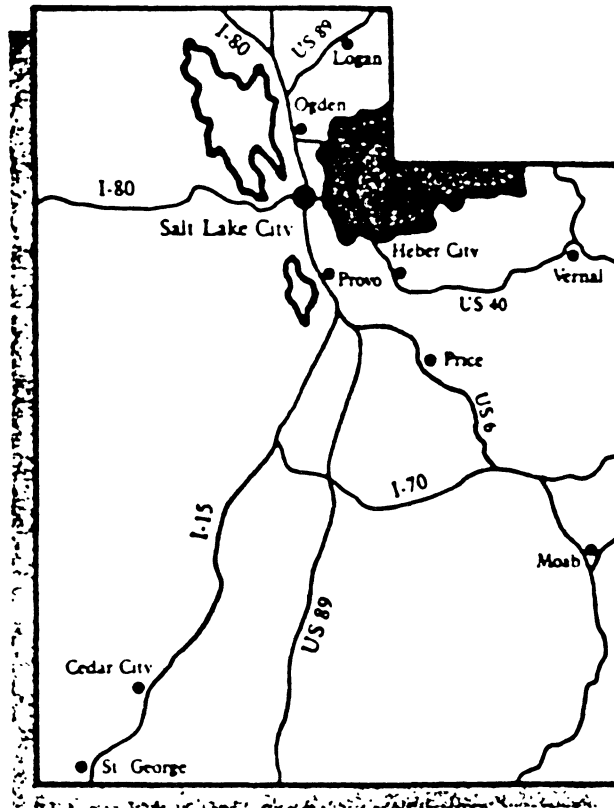 I-80
US 89
Logan
Ogden
I-80
Salt Lake City
Heber City
Provo
Vernal
US 40
Price
US 6
I-70
I-15
Moab
US 89
Cedar City
St. George